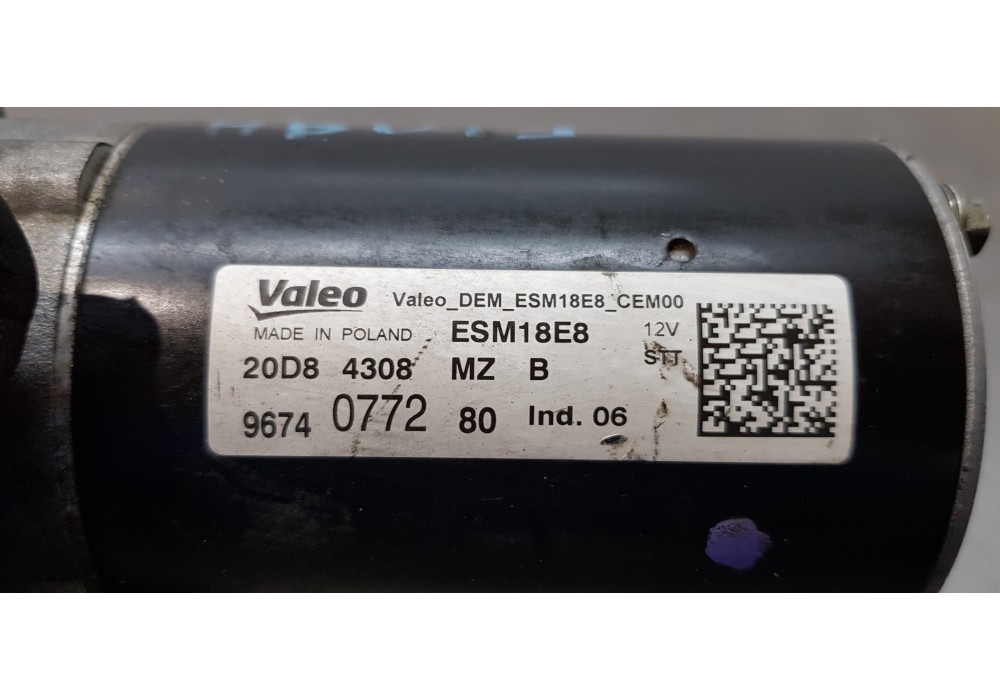 Valeo Valeo_DEM_ESM18E8_CEM00
MADE IN POLAND ESM18E8 12V
20D8 4308 MZ B STT
9674 0772 80 Ind. 06